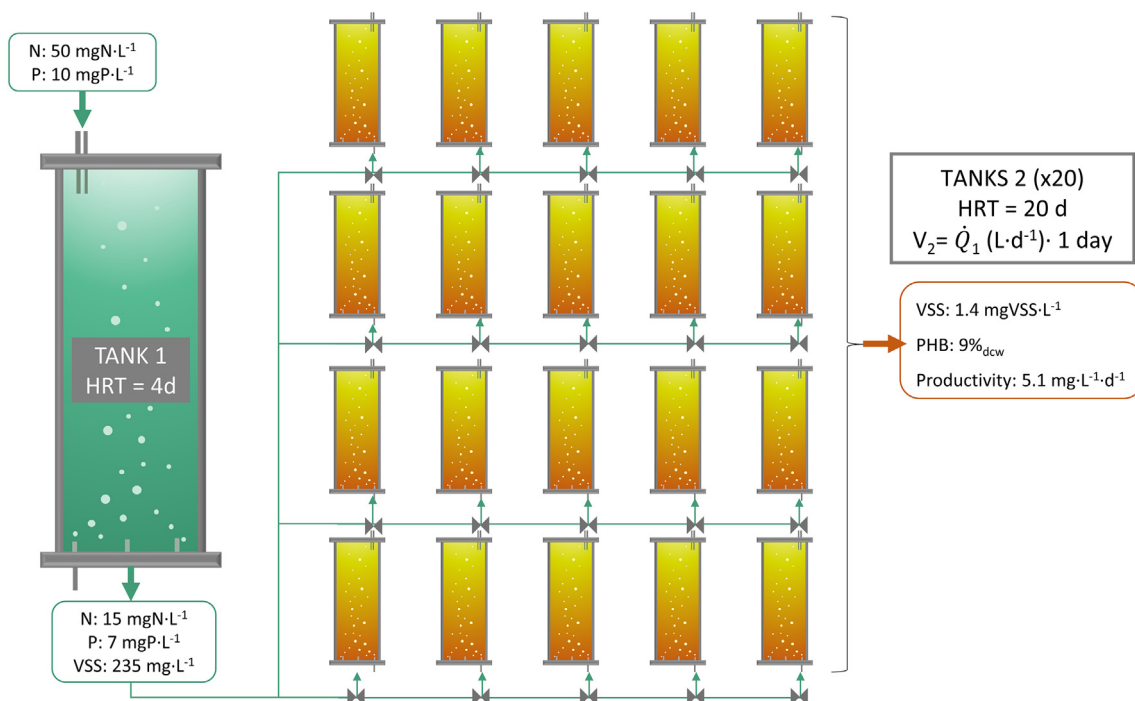 N: 50 mgN·L⁻¹
P: 10 mgP·L⁻¹
TANK 1
HRT = 4d
N: 15 mgN·L⁻¹
P: 7 mgP·L⁻¹
VSS: 235 mg·L⁻¹
TANKS 2 (x20)
HRT = 20 d
V₂= Q̇₁ (L·d⁻¹)· 1 day
VSS: 1.4 mgVSS·L⁻¹
PHB: 9%dcw
Productivity: 5.1 mg·L⁻¹·d⁻¹